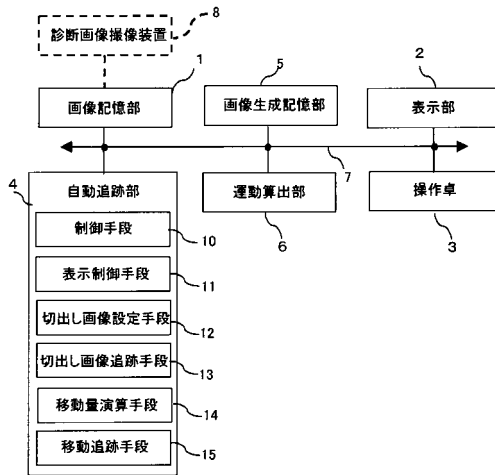 診断画像撮像装置
8
1
画像記憶部
5
画像生成記憶部
2
表示部
7
4
自動追跡部
制御手段
10
表示制御手段
11
切出し画像設定手段
12
切出し画像追跡手段
13
移動量演算手段
14
移動追跡手段
15
運動算出部
6
操作卓
3